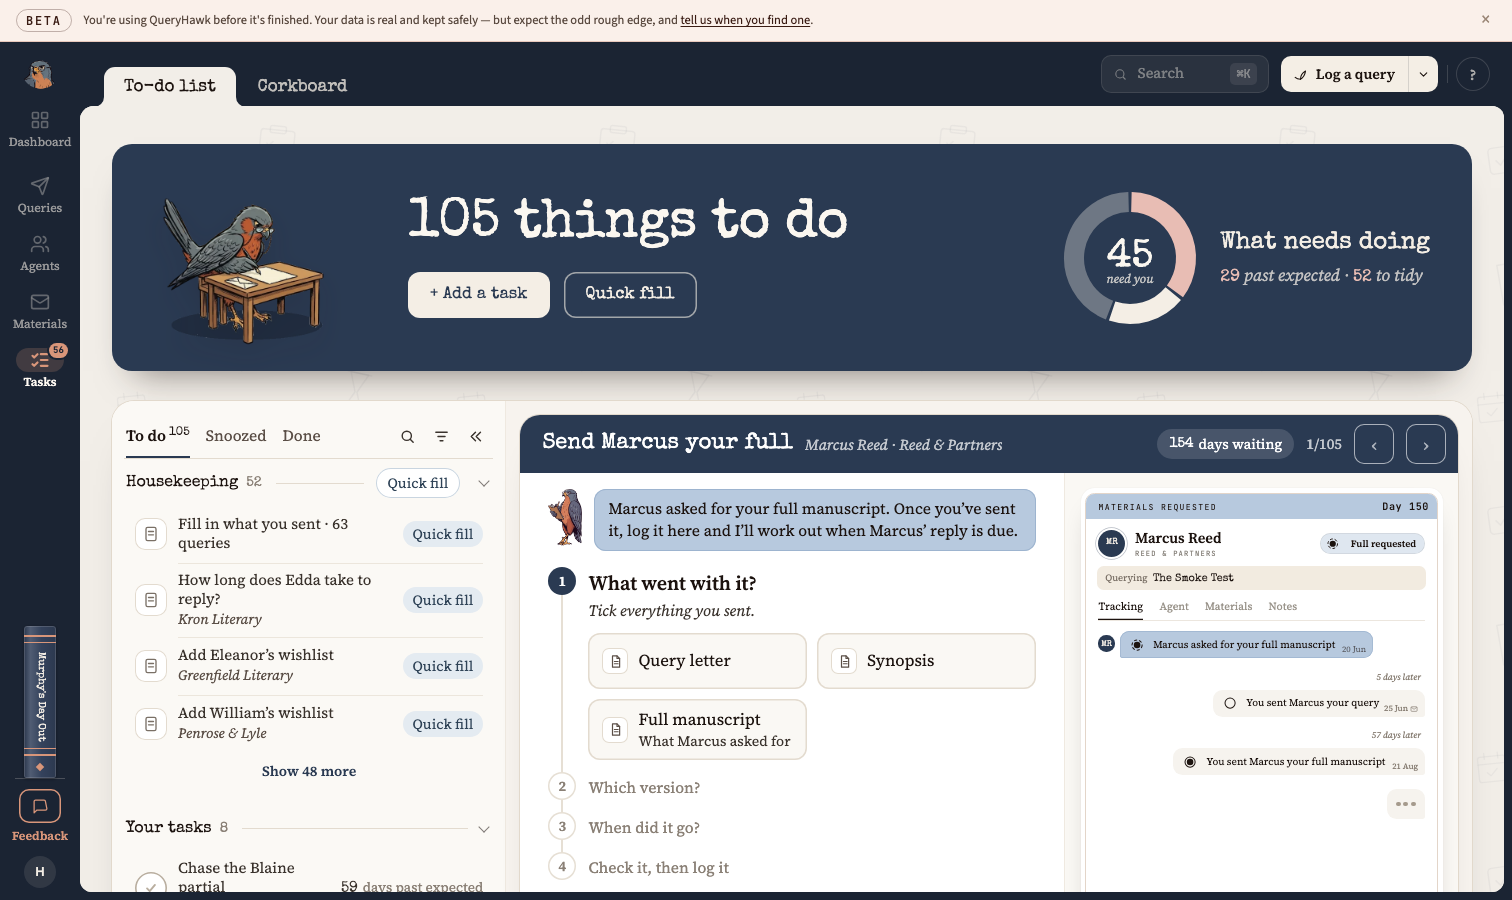 BETA
You're using QueryHawk before it's finished. Your data is real and kept safely — but expect the odd rough edge, and tell us when you find one.
×
To-do list
Corkboard
Search
⌘K
Log a query
?
Dashboard
Queries
Agents
Materials
56
Tasks
Murphy's Day Out
Feedback
H
105 things to do
+ Add a task
Quick fill
45
need you
What needs doing
29 past expected · 52 to tidy
To do 105
Snoozed
Done
Housekeeping 52
Quick fill
Fill in what you sent · 63
queries
Quick fill
How long does Edda take to
reply?
Kron Literary
Quick fill
Add Eleanor’s wishlist
Greenfield Literary
Quick fill
Add William’s wishlist
Penrose & Lyle
Quick fill
Show 48 more
Your tasks 8
Chase the Blaine
partial
59 days past expected
Send Marcus your full
Marcus Reed · Reed & Partners
154 days waiting
1/105
Marcus asked for your full manuscript. Once you’ve sent
it, log it here and I’ll work out when Marcus’ reply is due.
1
What went with it?
Tick everything you sent.
Query letter
Synopsis
Full manuscript
What Marcus asked for
2
Which version?
3
When did it go?
4
Check it, then log it
MATERIALS REQUESTED
Day 150
MR
Marcus Reed
REED & PARTNERS
Full requested
Querying The Smoke Test
Tracking
Agent
Materials
Notes
MR
Marcus asked for your full manuscript
20 Jun
5 days later
You sent Marcus your query
25 Jun
57 days later
You sent Marcus your full manuscript
21 Aug